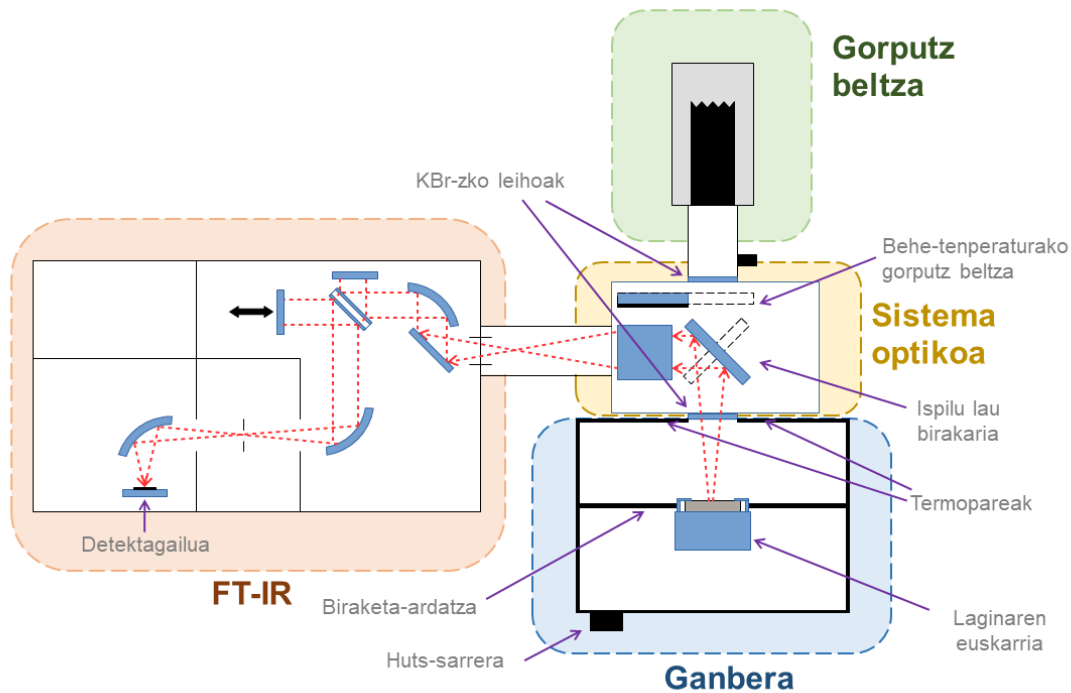 Gorputz
beltza
KBr-zko leihoak
Behe-tenperaturako
gorputz beltza
Sistema
optikoa
Ispilu lau
birakaria
Termopareak
Detektagailua
FT-IR
Biraketa-ardatza
Laginaren
euskarria
Huts-sarrera
Ganbera